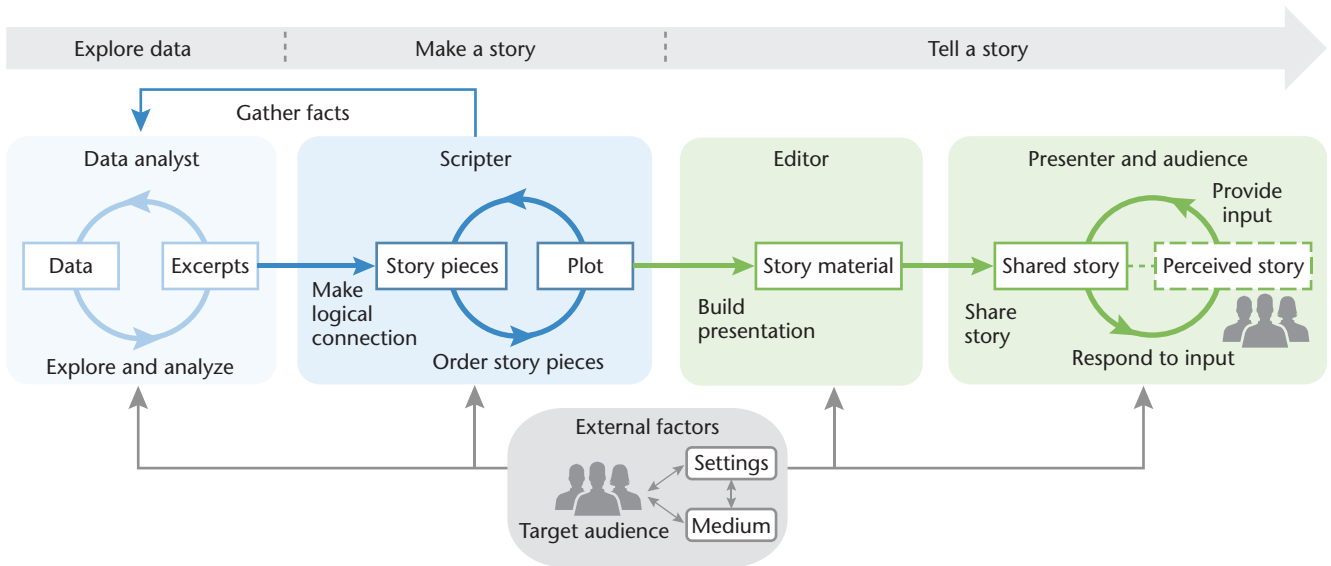 Explore data
Make a story
Tell a story
Gather facts
Data analyst
Data
Excerpts
Explore and analyze
Scripter
Story pieces
Plot
Make
logical
connection
Order story pieces
Editor
Story material
Build
presentation
Presenter and audience
Provide
input
Shared story
Perceived story
Share
story
Respond to input
External factors
Settings
Target audience
Medium